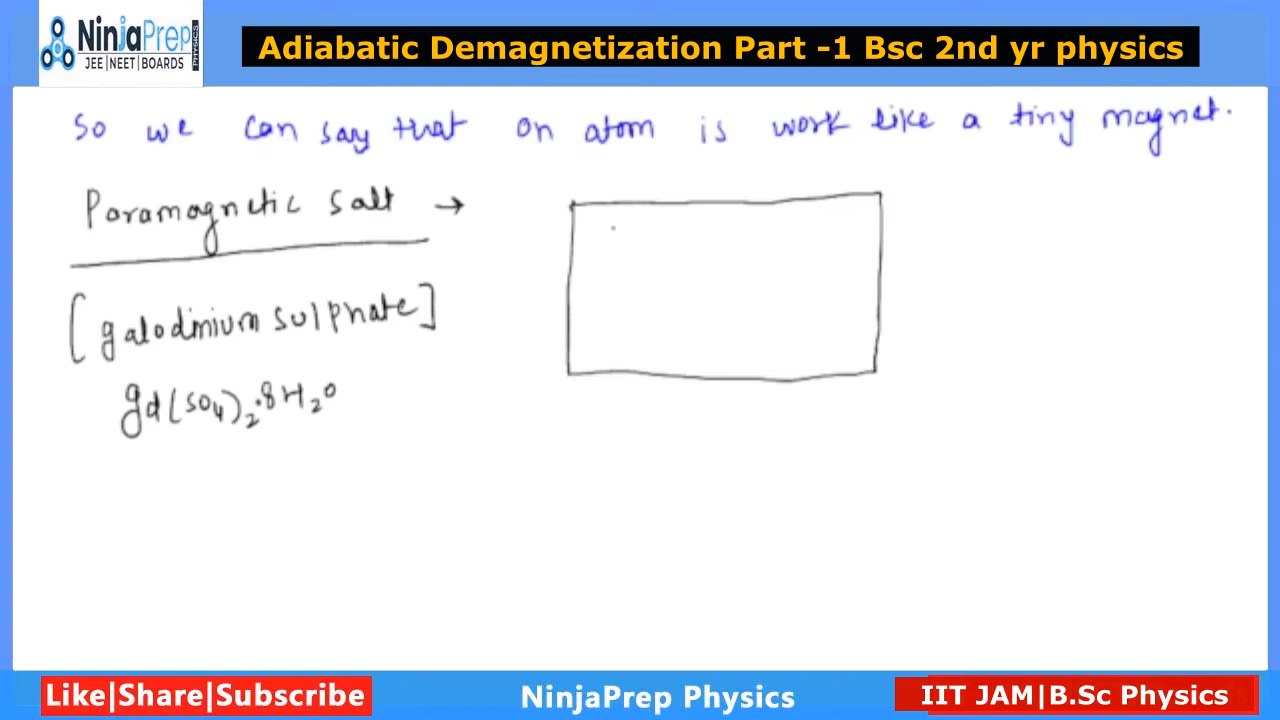 NinjaPrep
PHYSICS
JEE|NEET|BOARDS
Adiabatic Demagnetization Part -1 Bsc 2nd yr physics
So we can say that an atom is work like a tiny magnet.
Paramagnetic salt →
[galodinium sulphate]
gd(SO4)2.8H2O
Like|Share|Subscribe
NinjaPrep Physics
IIT JAM|B.Sc Physics